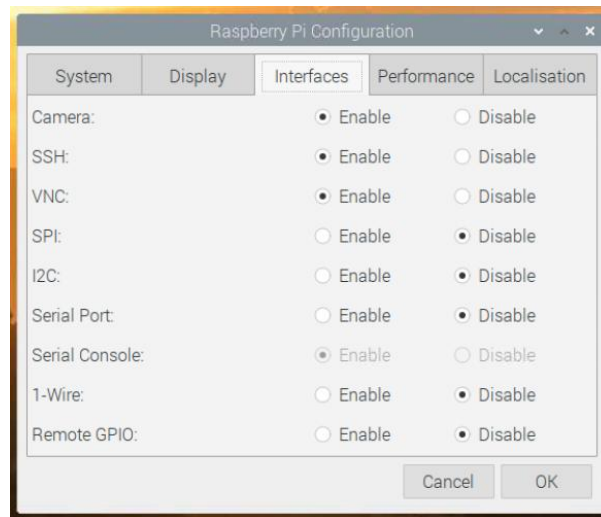 Raspberry Pi Configuration
System Display Interfaces Performance Localisation
Camera: Enable Disable
SSH: Enable Disable
VNC: Enable Disable
SPI: Enable Disable
I2C: Enable Disable
Serial Port: Enable Disable
Serial Console: Enable Disable
1-Wire: Enable Disable
Remote GPIO: Enable Disable
Cancel OK